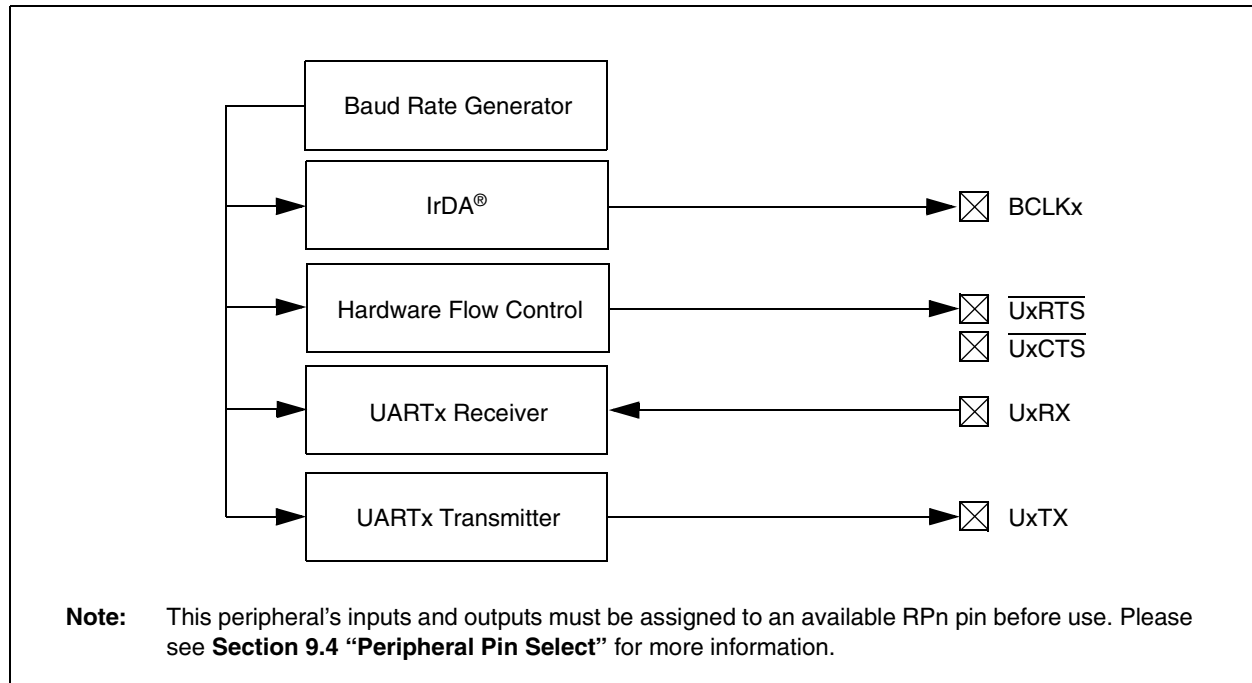 Baud Rate Generator
IrDA®
BCLKx
Hardware Flow Control
UxRTS
UxCTS
UARTx Receiver
UxRX
UARTx Transmitter
UxTX
Note: This peripheral's inputs and outputs must be assigned to an available RPn pin before use. Please
see Section 9.4 “Peripheral Pin Select” for more information.